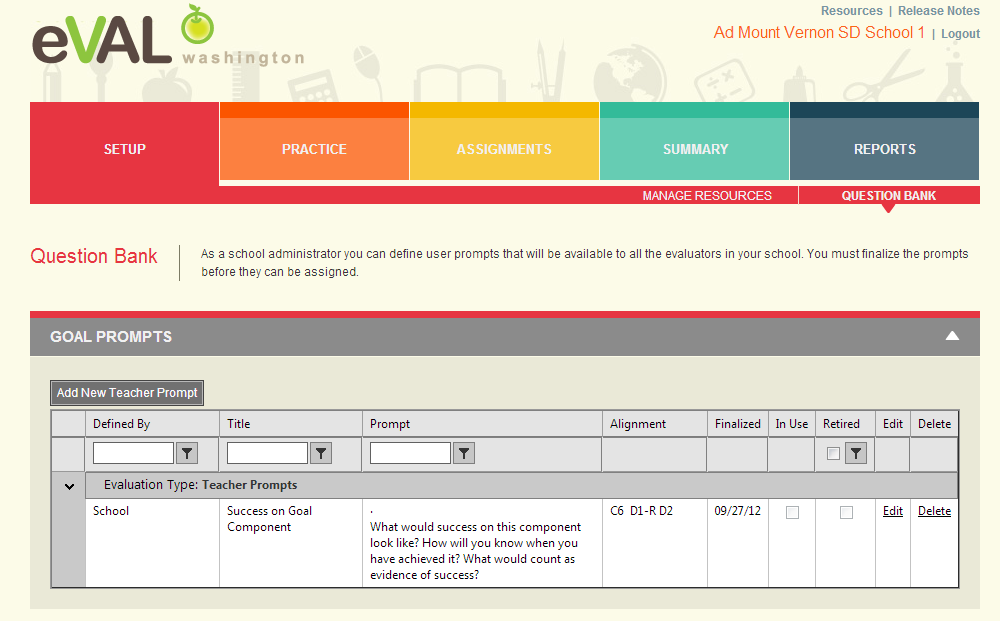 eVAL
washington
Resources | Release Notes
Ad Mount Vernon SD School 1 | Logout
SETUP
PRACTICE
ASSIGNMENTS
SUMMARY
REPORTS
MANAGE RESOURCES
QUESTION BANK
Question Bank
As a school administrator you can define user prompts that will be available to all the evaluators in your school. You must finalize the prompts
before they can be assigned.
GOAL PROMPTS
Add New Teacher Prompt
Defined By Title Prompt Alignment Finalized In Use Retired Edit Delete
Evaluation Type: Teacher Prompts
School Success on Goal . C6 D1-R D2 09/27/12 Edit Delete
Component What would success on this component
look like? How will you know when you
have achieved it? What would count as
evidence of success?